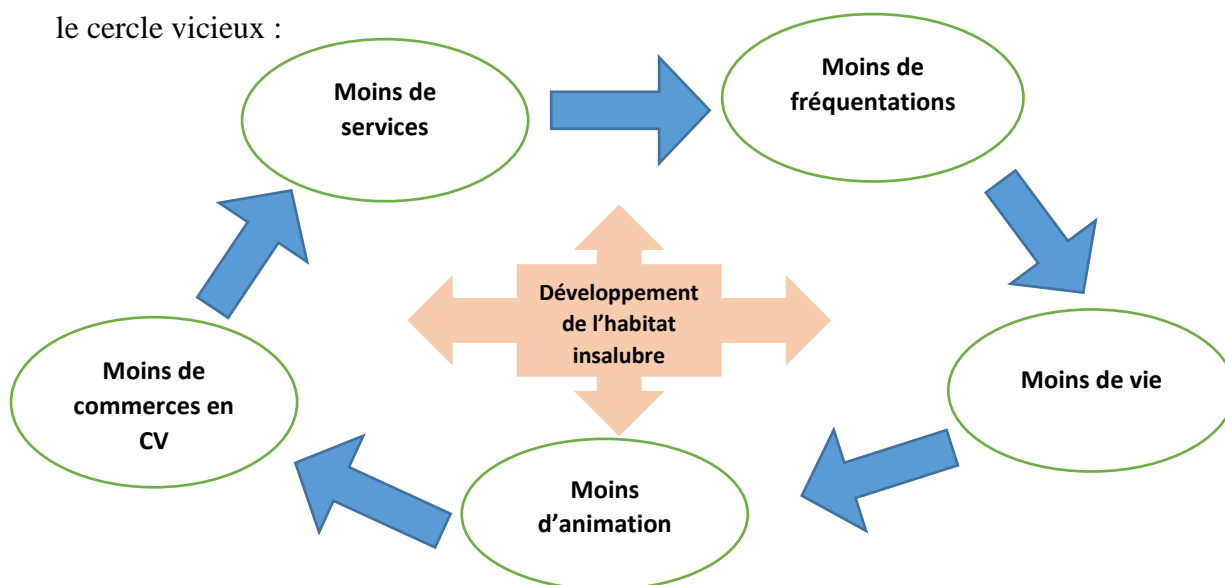 le cercle vicieux :
Moins de
services
Moins de
fréquentations
Moins de vie
Moins
d’animation
Moins de
commerces en
CV
Développement
de l’habitat
insalubre